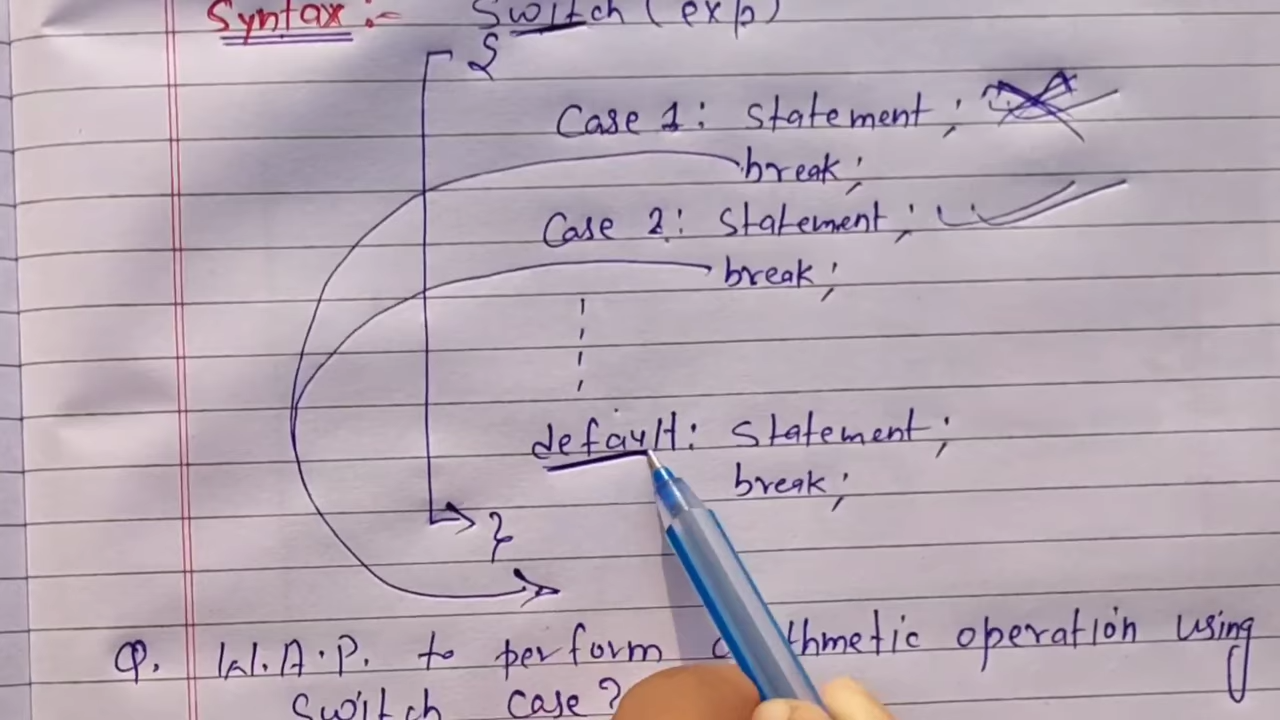 Syntax :- Switch (exp)
{
Case 1: Statement ;
break ;
Case 2: Statement ;
break ;
default: Statement ;
break ;
}
Q. W.A.P. to perform thmetic operation using
Switch case?